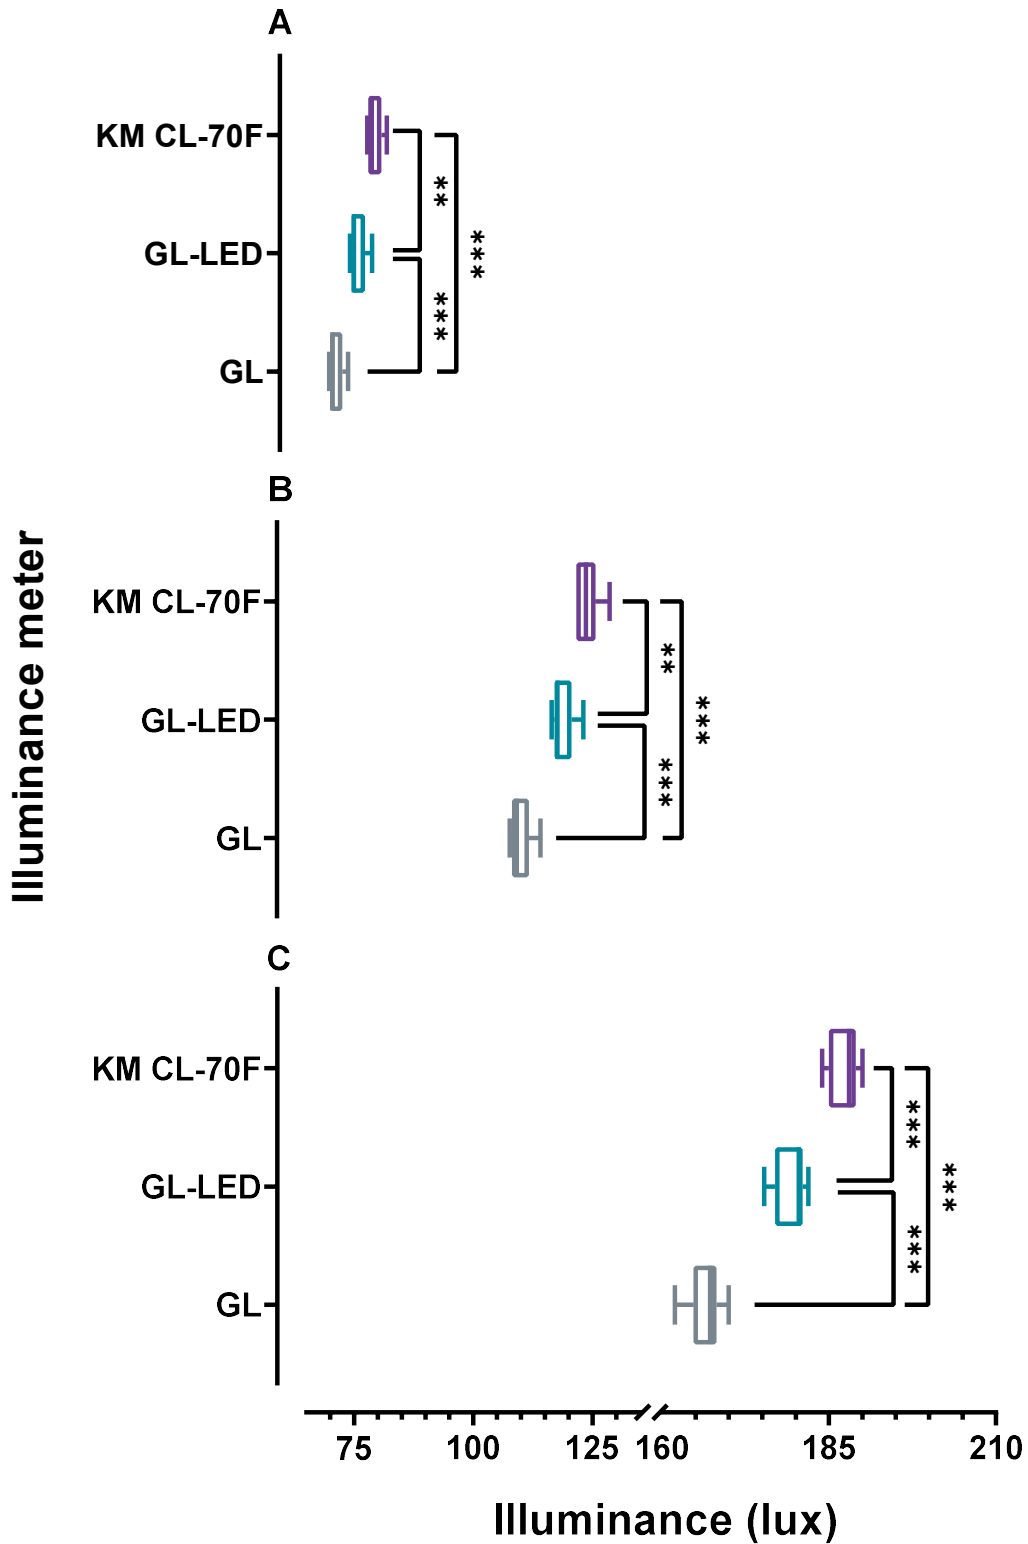 A
KM CL-70F
**
GL-LED
***
***
GL
B
KM CL-70F
**
GL-LED
***
***
GL
C
KM CL-70F
***
GL-LED
***
***
GL
Illuminance meter
75 100 125 160 185 210
Illuminance (lux)